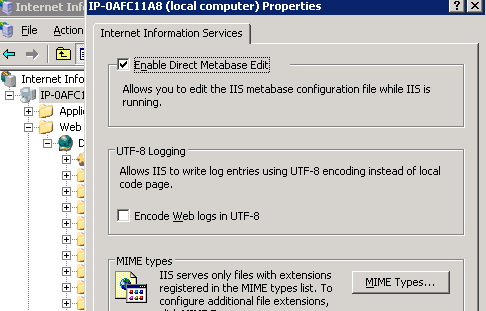 IP-0AFC11A8 (local computer) Properties
Internet Info
File Action
Internet Information Services
Enable Direct Metabase Edit
Internet Info
Allows you to edit the IIS metabase configuration file while IIS is
running.
IP-0AFC1
Applic
Web
D
UTF-8 Logging
Allows IIS to write log entries using UTF-8 encoding instead of local
code page.
Encode Web logs in UTF-8
MIME types
IIS serves only files with extensions
registered in the MIME types list. To
configure additional file extensions,
MIME Types...